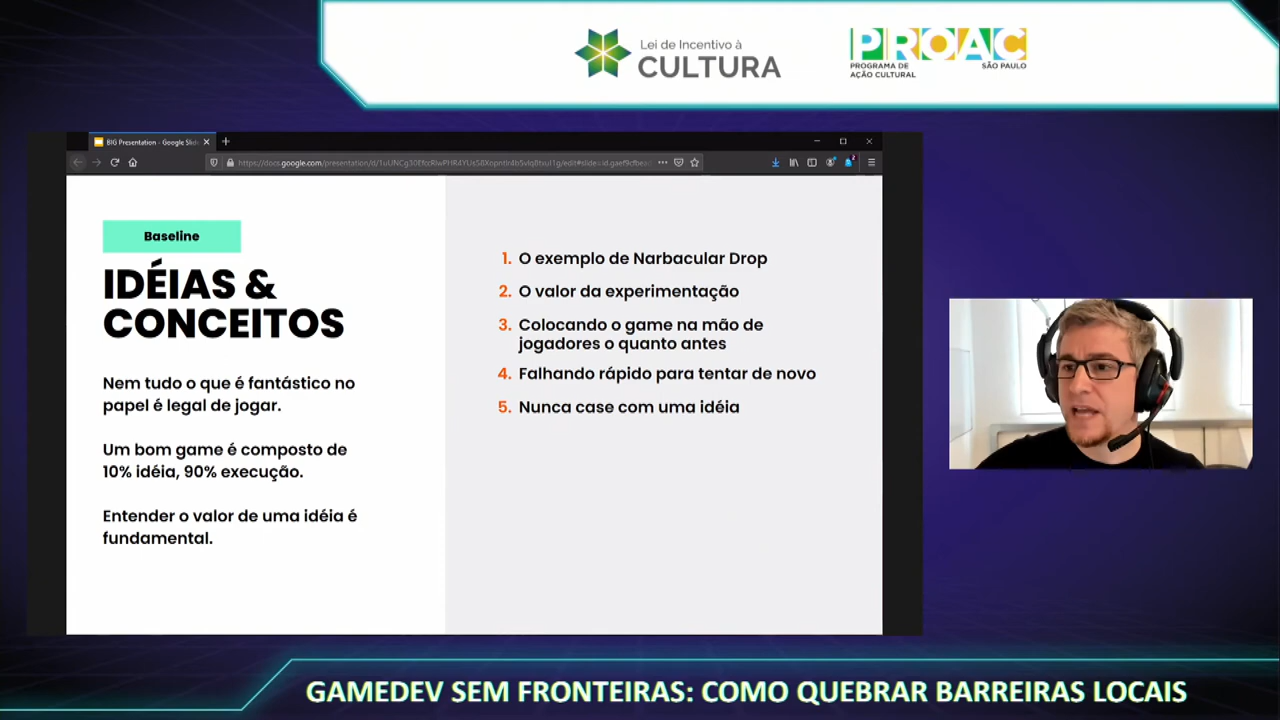 Lei de Incentivo à
CULTURA
PROAC
PROGRAMA DE
AÇÃO CULTURAL
SÃO PAULO
BIG Presentation - Google Slid
Baseline
IDÉIAS &
CONCEITOS
Nem tudo o que é fantástico no
papel é legal de jogar.
Um bom game é composto de
10% idéia, 90% execução.
Entender o valor de uma idéia é
fundamental.
1. O exemplo de Narbacular Drop
2. O valor da experimentação
3. Colocando o game na mão de
jogadores o quanto antes
4. Falhando rápido para tentar de novo
5. Nunca case com uma idéia
GAMEDEV SEM FRONTEIRAS: COMO QUEBRAR BARREIRAS LOCAIS